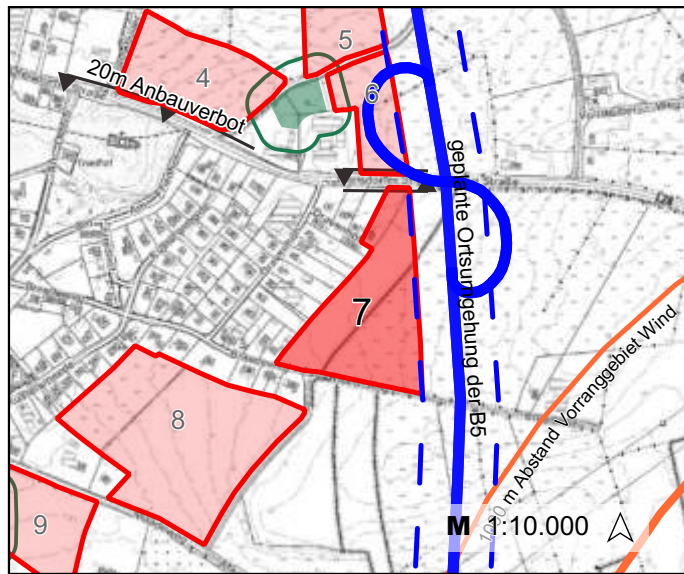 5
4
20m Anbauverbot
6
geplante Ortsumgehung der B5
7
1000 m Abstand Vorranggebiet Wind
8
9
M 1:10.000